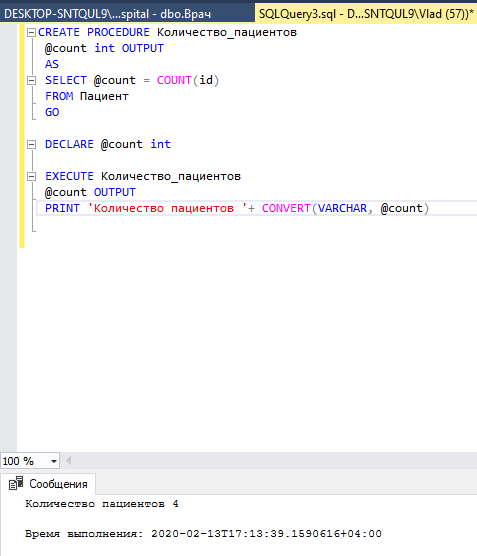 DESKTOP-SNTQUL9\...spital - dbo.Врач
SQLQuery3.sql - D...SNTQUL9\Vlad (57))*
CREATE PROCEDURE Количество_пациентов
@count int OUTPUT
AS
SELECT @count = COUNT(id)
FROM Пациент
GO
DECLARE @count int
EXECUTE Количество_пациентов
@count OUTPUT
PRINT 'Количество пациентов '+ CONVERT(VARCHAR, @count)
100 %
Сообщения
Количество пациентов 4
Время выполнения: 2020-02-13T17:13:39.1590616+04:00